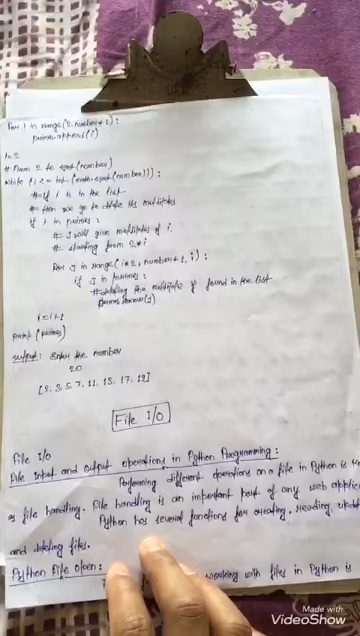 for i in range(2, number+1):
primes.append(i)
i=2
# From 2 to sqrt(number)
while (i <= int (math.sqrt(number))):
# If i is in the list
# then we go to delete its multiples
if i in primes:
# J will give multiples of i,
# starting from 2*i
for j in range(i*2, number+1, i):
if j in primes:
# deleting the multiple if found in the list
primes.remove(j)
i=i+1
print (primes)
output: Enter the number
20
[2, 3, 5, 7, 11, 13, 17, 19]
File I/O
File I/O
File input and output operations in Python Programming:
Performing different operations on a file in Python is
as file handling. File handling is an important part of any web
Python has several functions for creating, reading,
and deleting files.
Python File open:
working with files in Python is
Made with
VideoShow